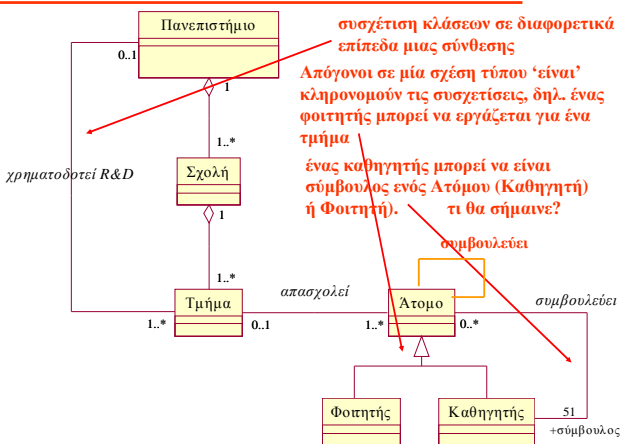 Πανεπιστήμιο
0..1
1
συσχέτιση κλάσεων σε διαφορετικά
επίπεδα μιας σύνθεσης
Απόγονοι σε μία σχέση τύπου ‘είναι’
κληρονομούν τις συσχετίσεις, δηλ. ένας
φοιτητής μπορεί να εργάζεται για ένα
τμήμα
ένας καθηγητής μπορεί να είναι
σύμβουλος ενός Ατόμου (Καθηγητή)
ή Φοιτητή). τι θα σήμαινε?
1..*
χρηματοδοτεί R&D
Σχολή
1
συμβουλεύει
1..*
Τμήμα
απασχολεί
Άτομο
συμβουλεύει
1..*
0..1
1..*
0..*
Φοιτητής
Καθηγητής
51
+σύμβουλος